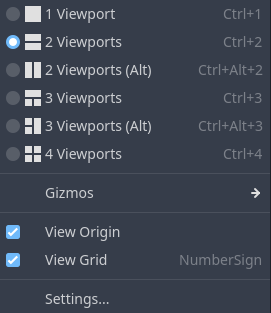 1 Viewport Ctrl+1
2 Viewports Ctrl+2
2 Viewports (Alt) Ctrl+Alt+2
3 Viewports Ctrl+3
3 Viewports (Alt) Ctrl+Alt+3
4 Viewports Ctrl+4
Gizmos
View Origin
View Grid NumberSign
Settings...